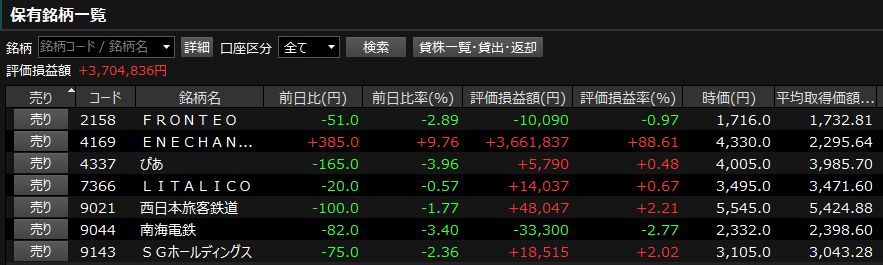 保有銘柄一覧
銘柄 銘柄コード / 銘柄名 詳細 口座区分 全て 検索 貸株一覧・貸出・返却
評価損益額 +3,704,836円
売り コード 銘柄名 前日比(円) 前日比率(%) 評価損益額(円) 評価損益率(%) 時価(円) 平均取得価額...
売り 2158 ＦＲＯＮＴＥＯ -51.0 -2.89 -10,090 -0.97 1,716.0 1,732.81
売り 4169 ＥＮＥＣＨＡＮ... +385.0 +9.76 +3,661,837 +88.61 4,330.0 2,295.64
売り 4337 ぴあ -165.0 -3.96 +5,790 +0.48 4,005.0 3,985.70
売り 7366 ＬＩＴＡＬＩＣＯ -20.0 -0.57 +14,037 +0.67 3,495.0 3,471.60
売り 9021 西日本旅客鉄道 -100.0 -1.77 +48,047 +2.21 5,545.0 5,424.88
売り 9044 南海電鉄 -82.0 -3.40 -33,300 -2.77 2,332.0 2,398.60
売り 9143 ＳＧホールディングス -75.0 -2.36 +18,515 +2.02 3,105.0 3,043.28